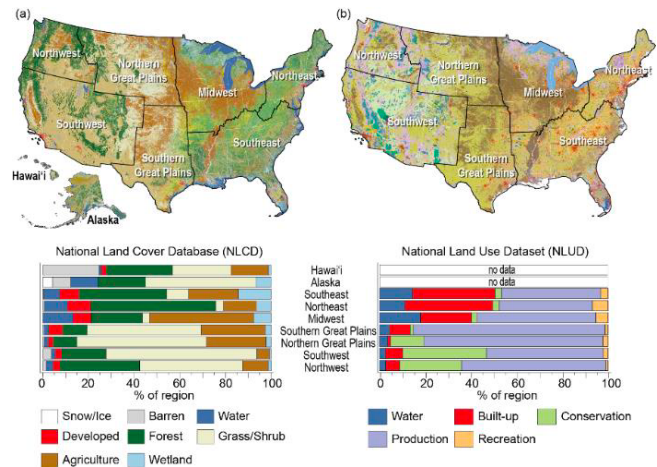 (a)
Northwest
Northern
Great Plains
Northeast
Midwest
Southwest
Southeast
Southern
Great Plains
Hawai'i
Alaska
(b)
Northwest
Northern
Great Plains
Northeast
Midwest
Southwest
Southeast
Southern
Great Plains
National Land Cover Database (NLCD)
National Land Use Dataset (NLUD)
Hawai'i
no data
Alaska
no data
Southeast
Northeast
Midwest
Southern Great Plains
Northern Great Plains
Southwest
Northwest
0 20 40 60 80 100
% of region
0 20 40 60 80 100
% of region
Snow/Ice
Barren
Water
Developed
Forest
Grass/Shrub
Agriculture
Wetland
Water
Built-up
Conservation
Production
Recreation